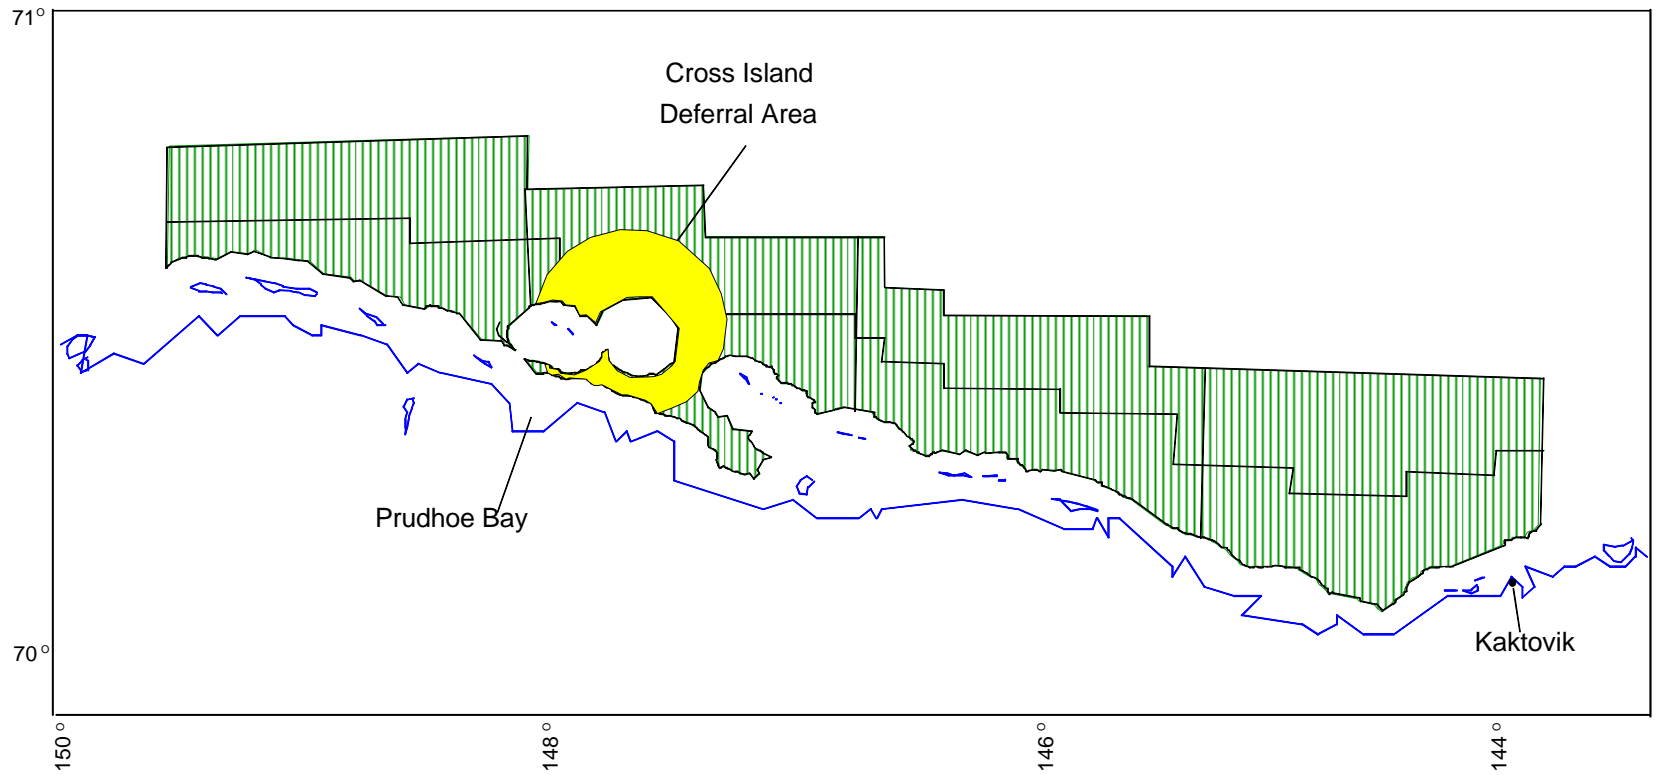 71°
Cross Island
Deferral Area
Prudhoe Bay
Kaktovik
70°
150°
148°
146°
144°